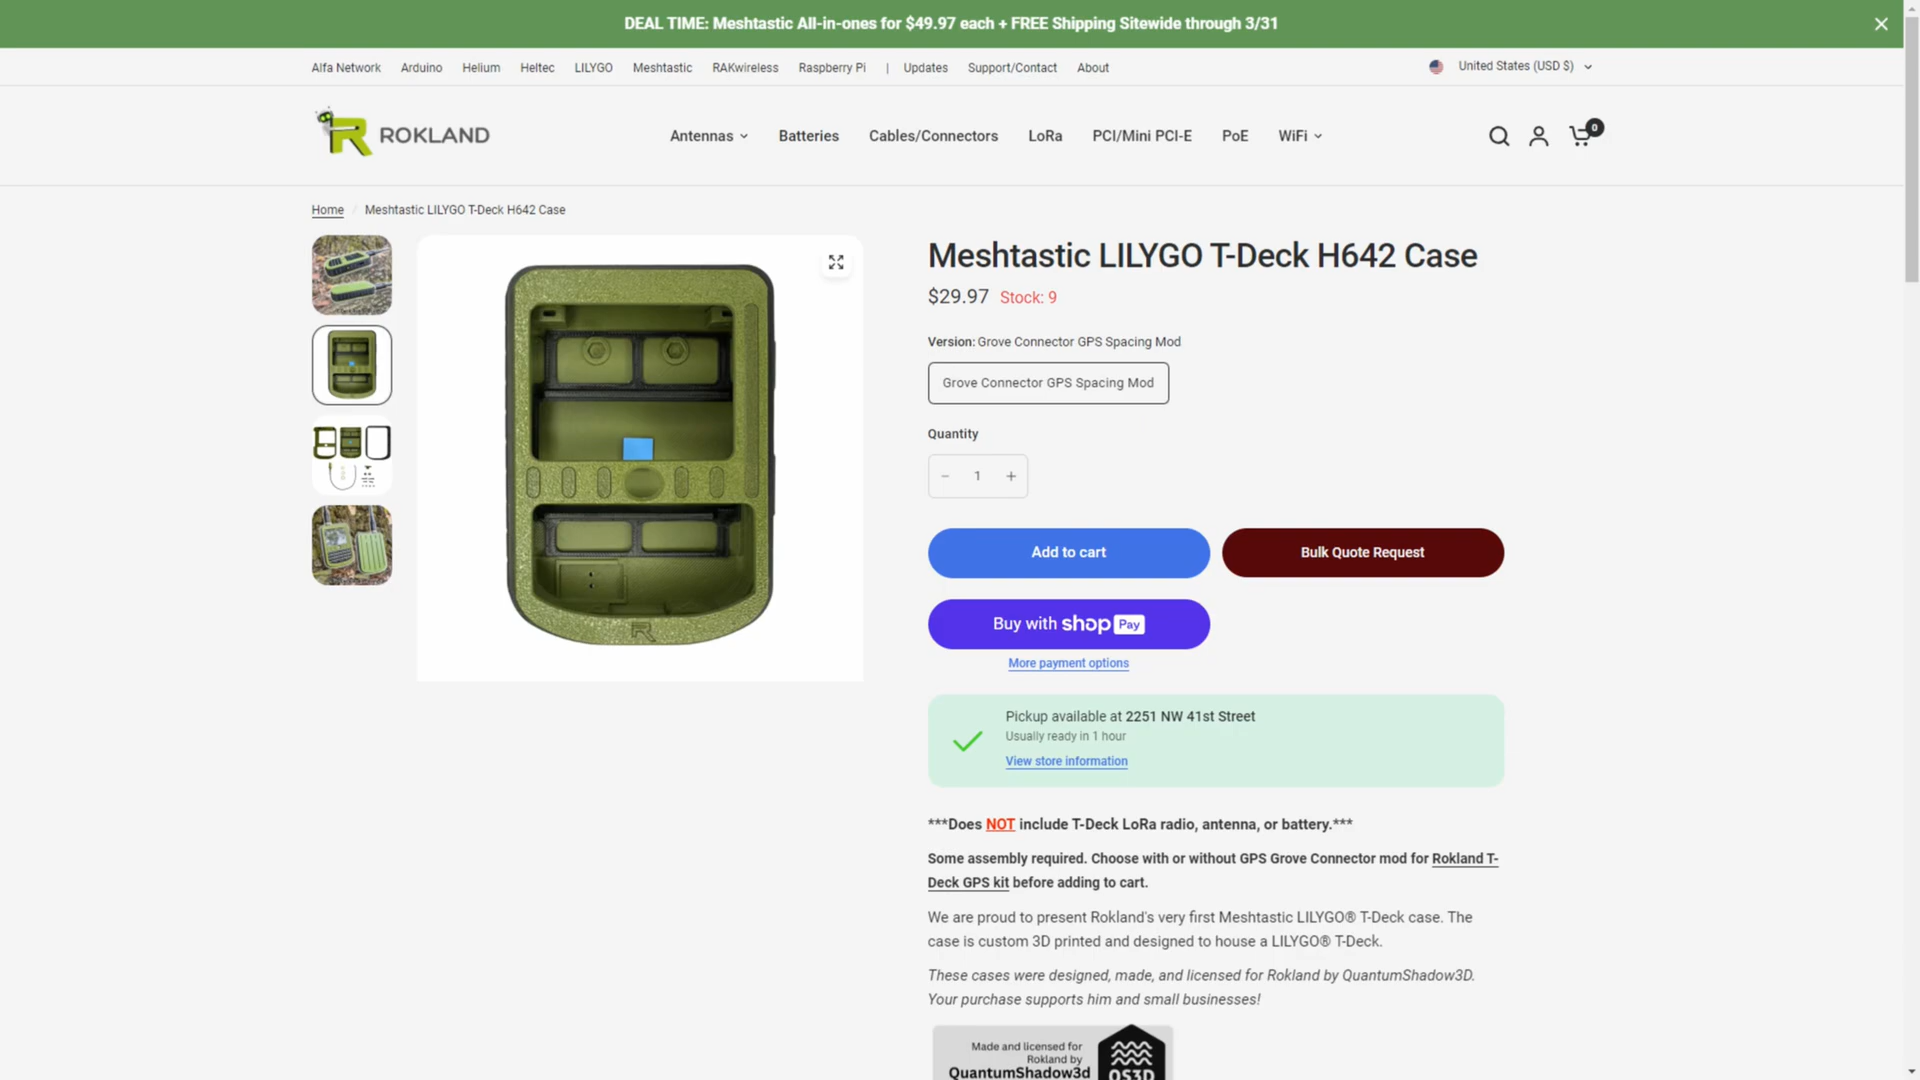 DEAL TIME: Meshtastic All-in-ones for $49.97 each + FREE Shipping Sitewide through 3/31
Alfa Network Arduino Helium Heltec LILYGO Meshtastic RAKwireless Raspberry Pi | Updates Support/Contact About
United States (USD $)
ROKLAND
Antennas Batteries Cables/Connectors LoRa PCI/Mini PCI-E PoE WiFi
0
Home / Meshtastic LILYGO T-Deck H642 Case
Meshtastic LILYGO T-Deck H642 Case
$29.97 Stock: 9
Version: Grove Connector GPS Spacing Mod
Grove Connector GPS Spacing Mod
Quantity
− 1 +
Add to cart
Bulk Quote Request
Buy with shop Pay
More payment options
Pickup available at 2251 NW 41st Street
Usually ready in 1 hour
View store information
***Does NOT include T-Deck LoRa radio, antenna, or battery.***
Some assembly required. Choose with or without GPS Grove Connector mod for Rokland T-
Deck GPS kit before adding to cart.
We are proud to present Rokland's very first Meshtastic LILYGO® T-Deck case. The
case is custom 3D printed and designed to house a LILYGO® T-Deck.
These cases were designed, made, and licensed for Rokland by QuantumShadow3D.
Your purchase supports him and small businesses!
Made and licensed for
Rokland by
QuantumShadow3d
QS3D